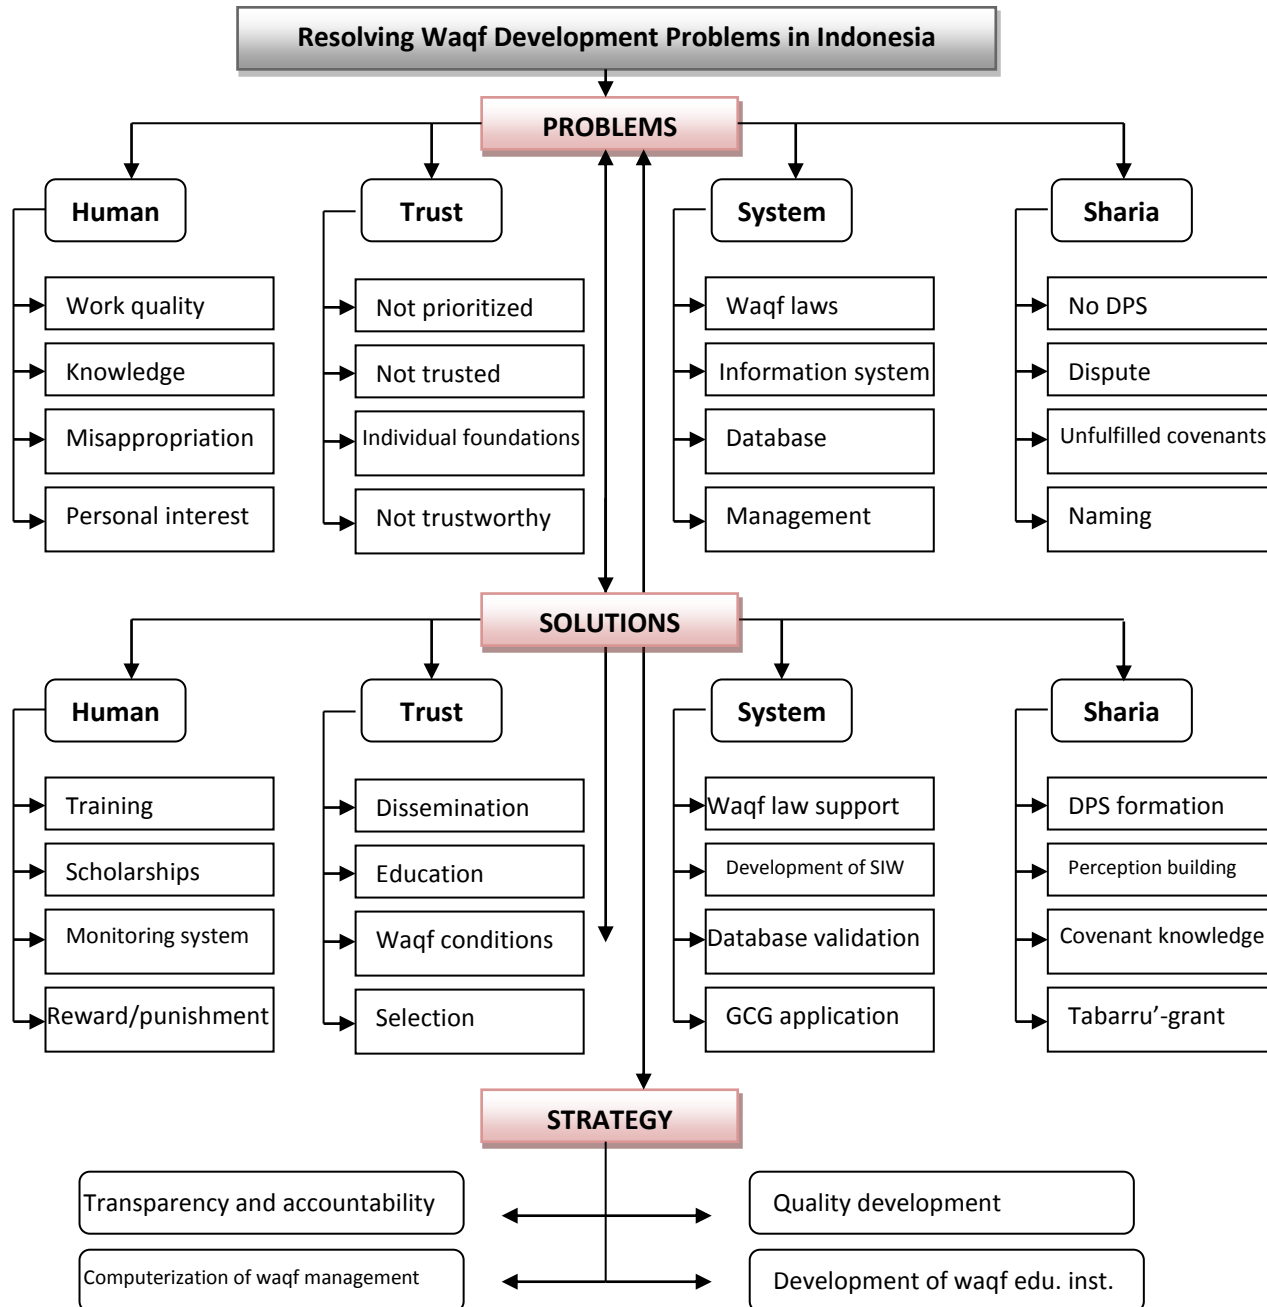 Resolving Waqf Development Problems in Indonesia
PROBLEMS
Human
Trust
System
Sharia
Work quality
Not prioritized
Waqf laws
No DPS
Knowledge
Not trusted
Information system
Dispute
Misappropriation
Individual foundations
Database
Unfulfilled covenants
Personal interest
Not trustworthy
Management
Naming
SOLUTIONS
Human
Trust
System
Sharia
Training
Dissemination
Waqf law support
DPS formation
Scholarships
Education
Development of SIW
Perception building
Monitoring system
Waqf conditions
Database validation
Covenant knowledge
Reward/punishment
Selection
GCG application
Tabarru’-grant
STRATEGY
Transparency and accountability
Quality development
Computerization of waqf management
Development of waqf edu. inst.